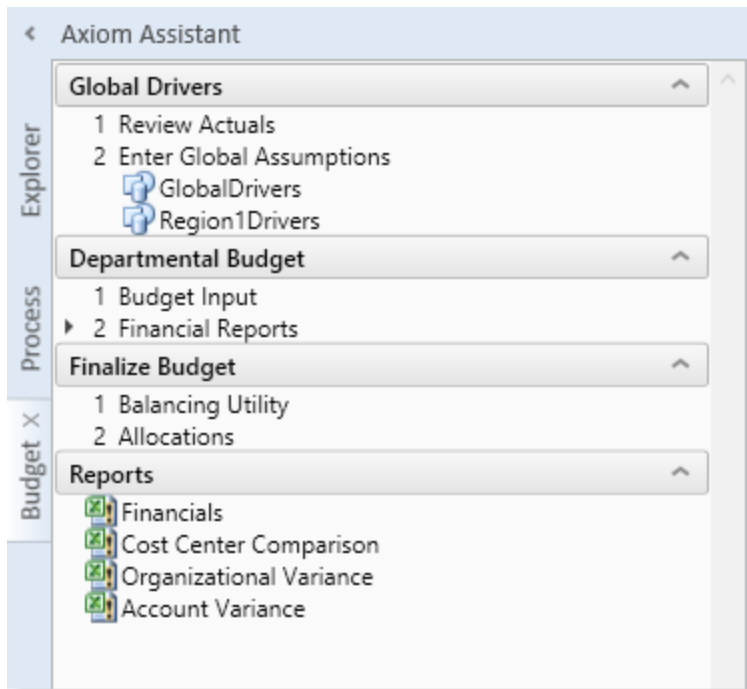 Axiom Assistant
Explorer
Process
Budget
Global Drivers
1 Review Actuals
2 Enter Global Assumptions
GlobalDrivers
Region1Drivers
Departmental Budget
1 Budget Input
2 Financial Reports
Finalize Budget
1 Balancing Utility
2 Allocations
Reports
Financials
Cost Center Comparison
Organizational Variance
Account Variance